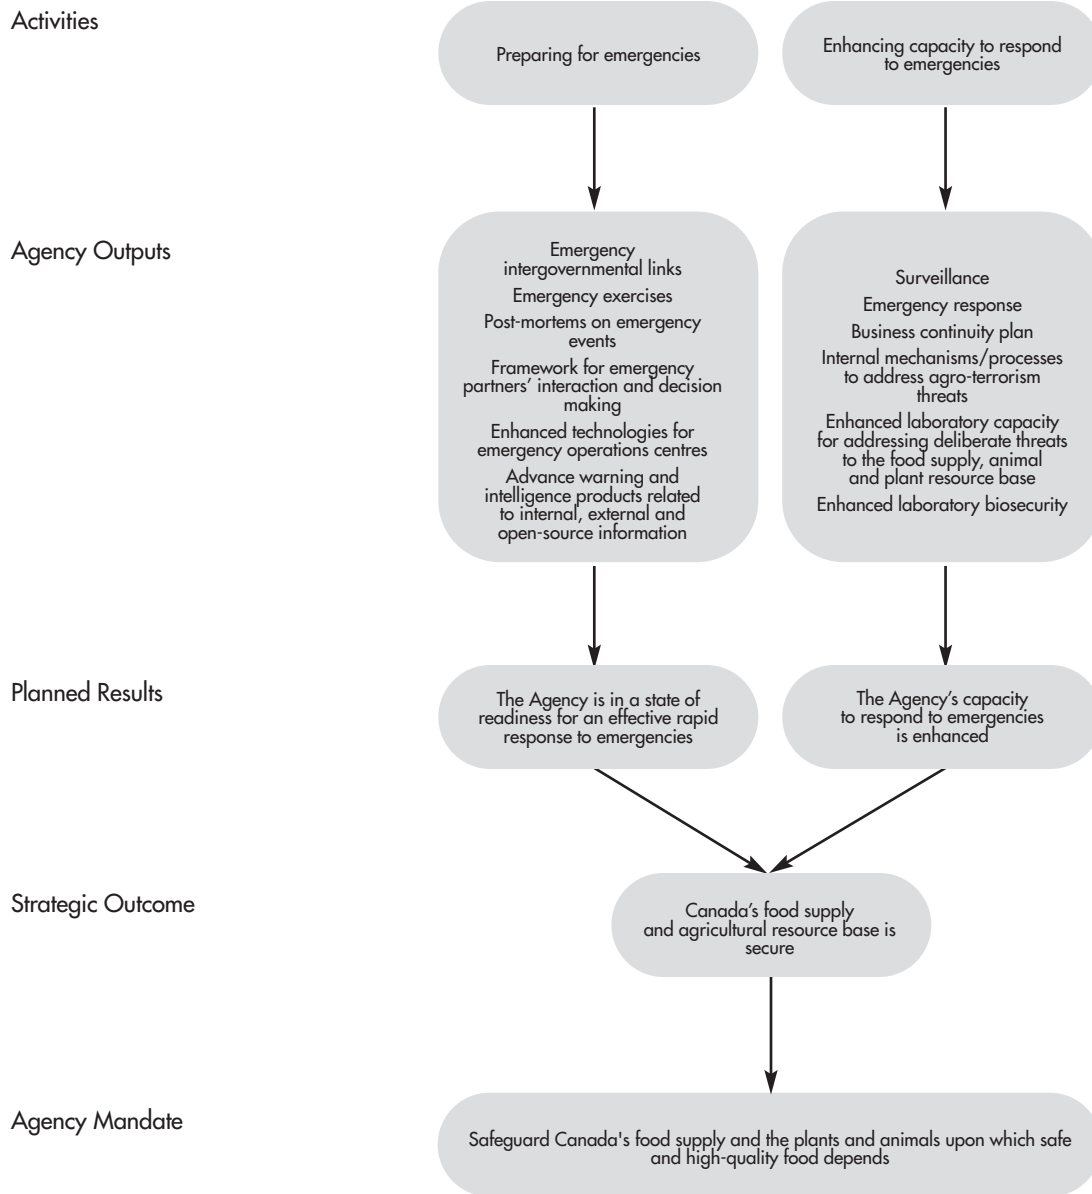 Activities
Preparing for emergencies
Enhancing capacity to respond
to emergencies
Agency Outputs
Emergency
intergovernmental links
Emergency exercises
Post-mortems on emergency
events
Framework for emergency
partners’ interaction and decision
making
Enhanced technologies for
emergency operations centres
Advance warning and
intelligence products related
to internal, external and
open-source information
Surveillance
Emergency response
Business continuity plan
Internal mechanisms/processes
to address agro-terrorism
threats
Enhanced laboratory capacity
for addressing deliberate threats
to the food supply, animal
and plant resource base
Enhanced laboratory biosecurity
Planned Results
The Agency is in a state of
readiness for an effective rapid
response to emergencies
The Agency’s capacity
to respond to emergencies
is enhanced
Strategic Outcome
Canada’s food supply
and agricultural resource base is
secure
Agency Mandate
Safeguard Canada's food supply and the plants and animals upon which safe
and high-quality food depends